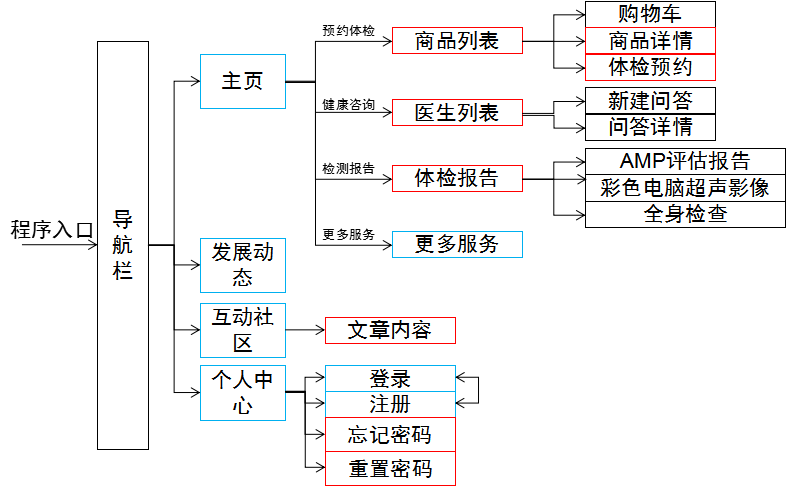 程序入口
导
航
栏
主页
预约体检
商品列表
购物车
商品详情
体检预约
健康咨询
医生列表
新建问答
问答详情
检测报告
体检报告
AMP评估报告
彩色电脑超声影像
全身检查
更多服务
更多服务
发展动
态
互动社
区
文章内容
个人中
心
登录
注册
忘记密码
重置密码